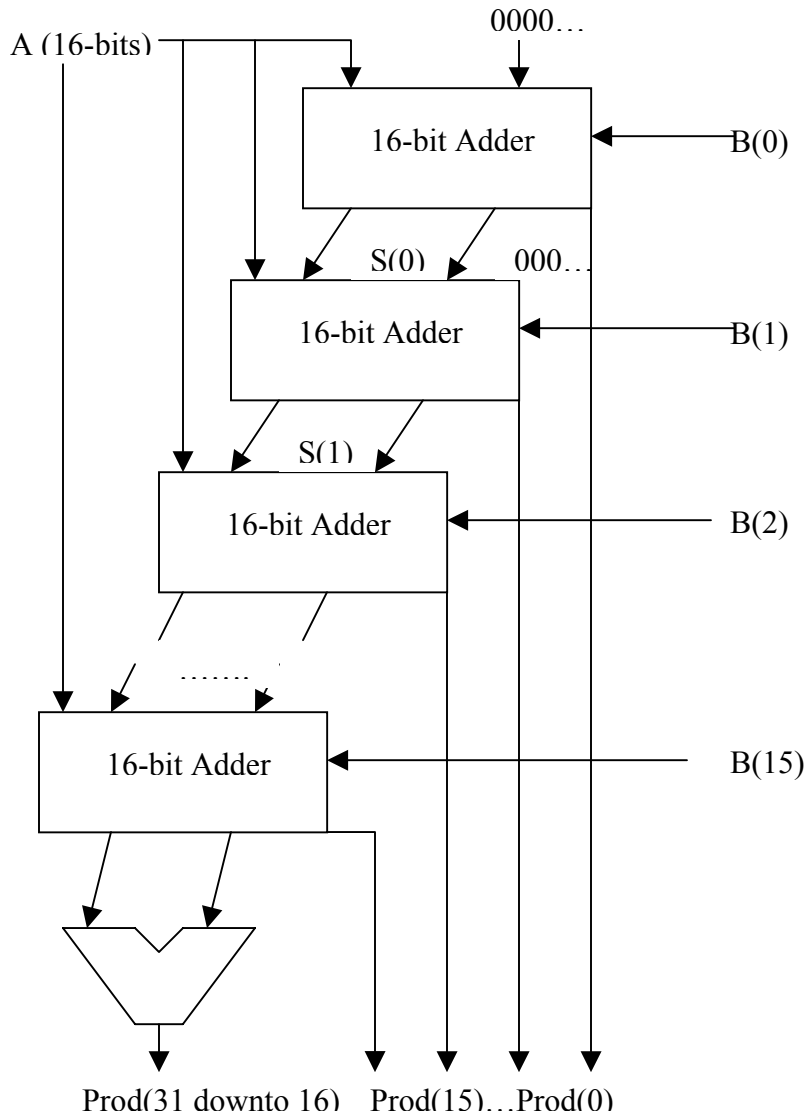 0000…
A (16-bits)
16-bit Adder
B(0)
S(0)
000…
16-bit Adder
B(1)
S(1)
16-bit Adder
B(2)
…….
16-bit Adder
B(15)
Prod(31 downto 16)
Prod(15)…Prod(0)